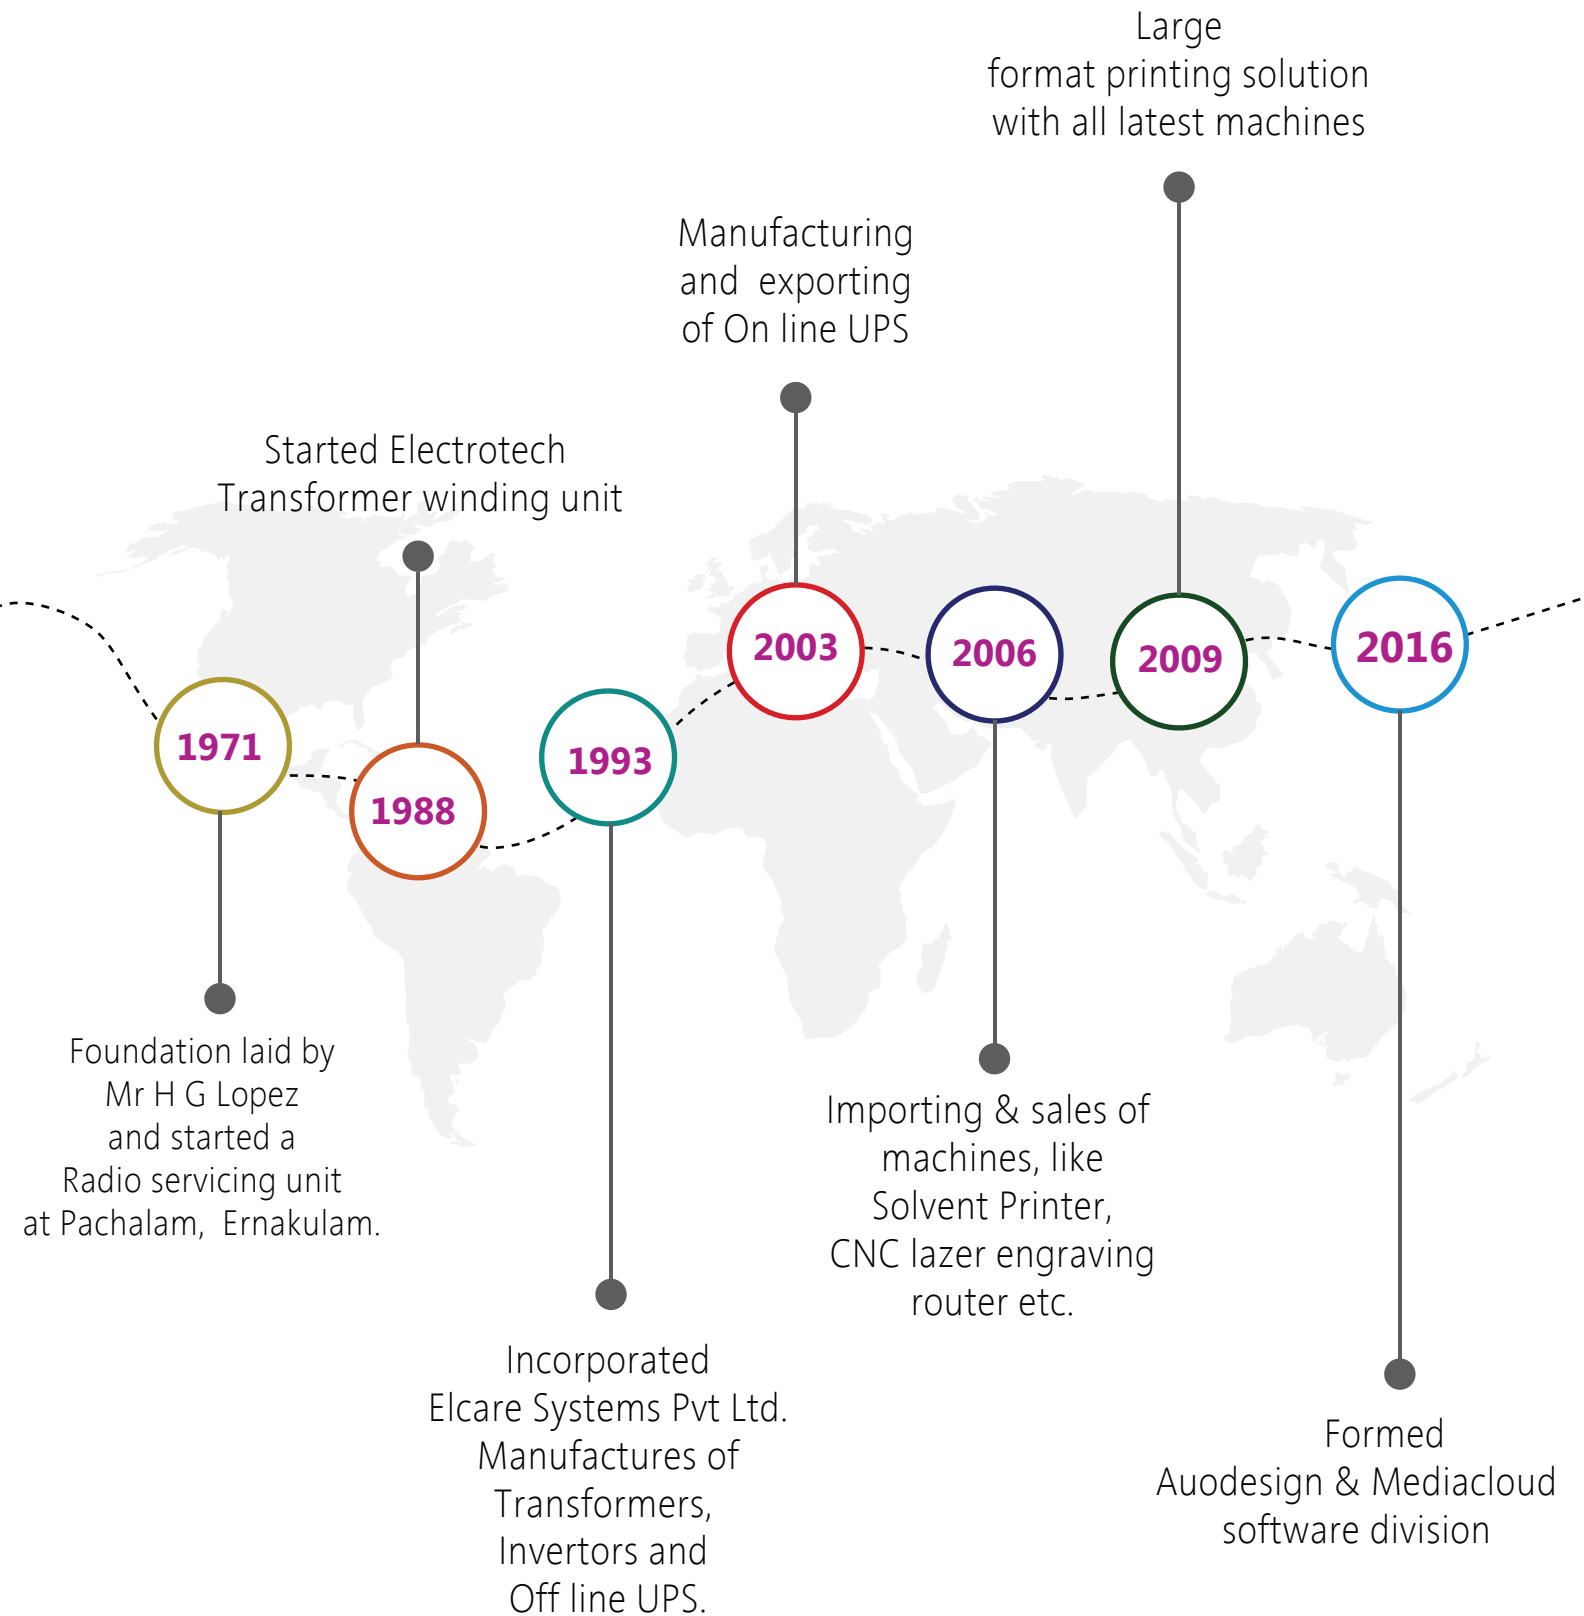 Large
format printing solution
with all latest machines
Manufacturing
and exporting
of On line UPS
Started Electrotech
Transformer winding unit
1971
1988
1993
2003
2006
2009
2016
Foundation laid by
Mr H G Lopez
and started a
Radio servicing unit
at Pachalam, Ernakulam.
Importing & sales of
machines, like
Solvent Printer,
CNC lazer engraving
router etc.
Incorporated
Elcare Systems Pvt Ltd.
Manufactures of
Transformers,
Invertors and
Off line UPS.
Formed
Auodesign & Mediacloud
software division